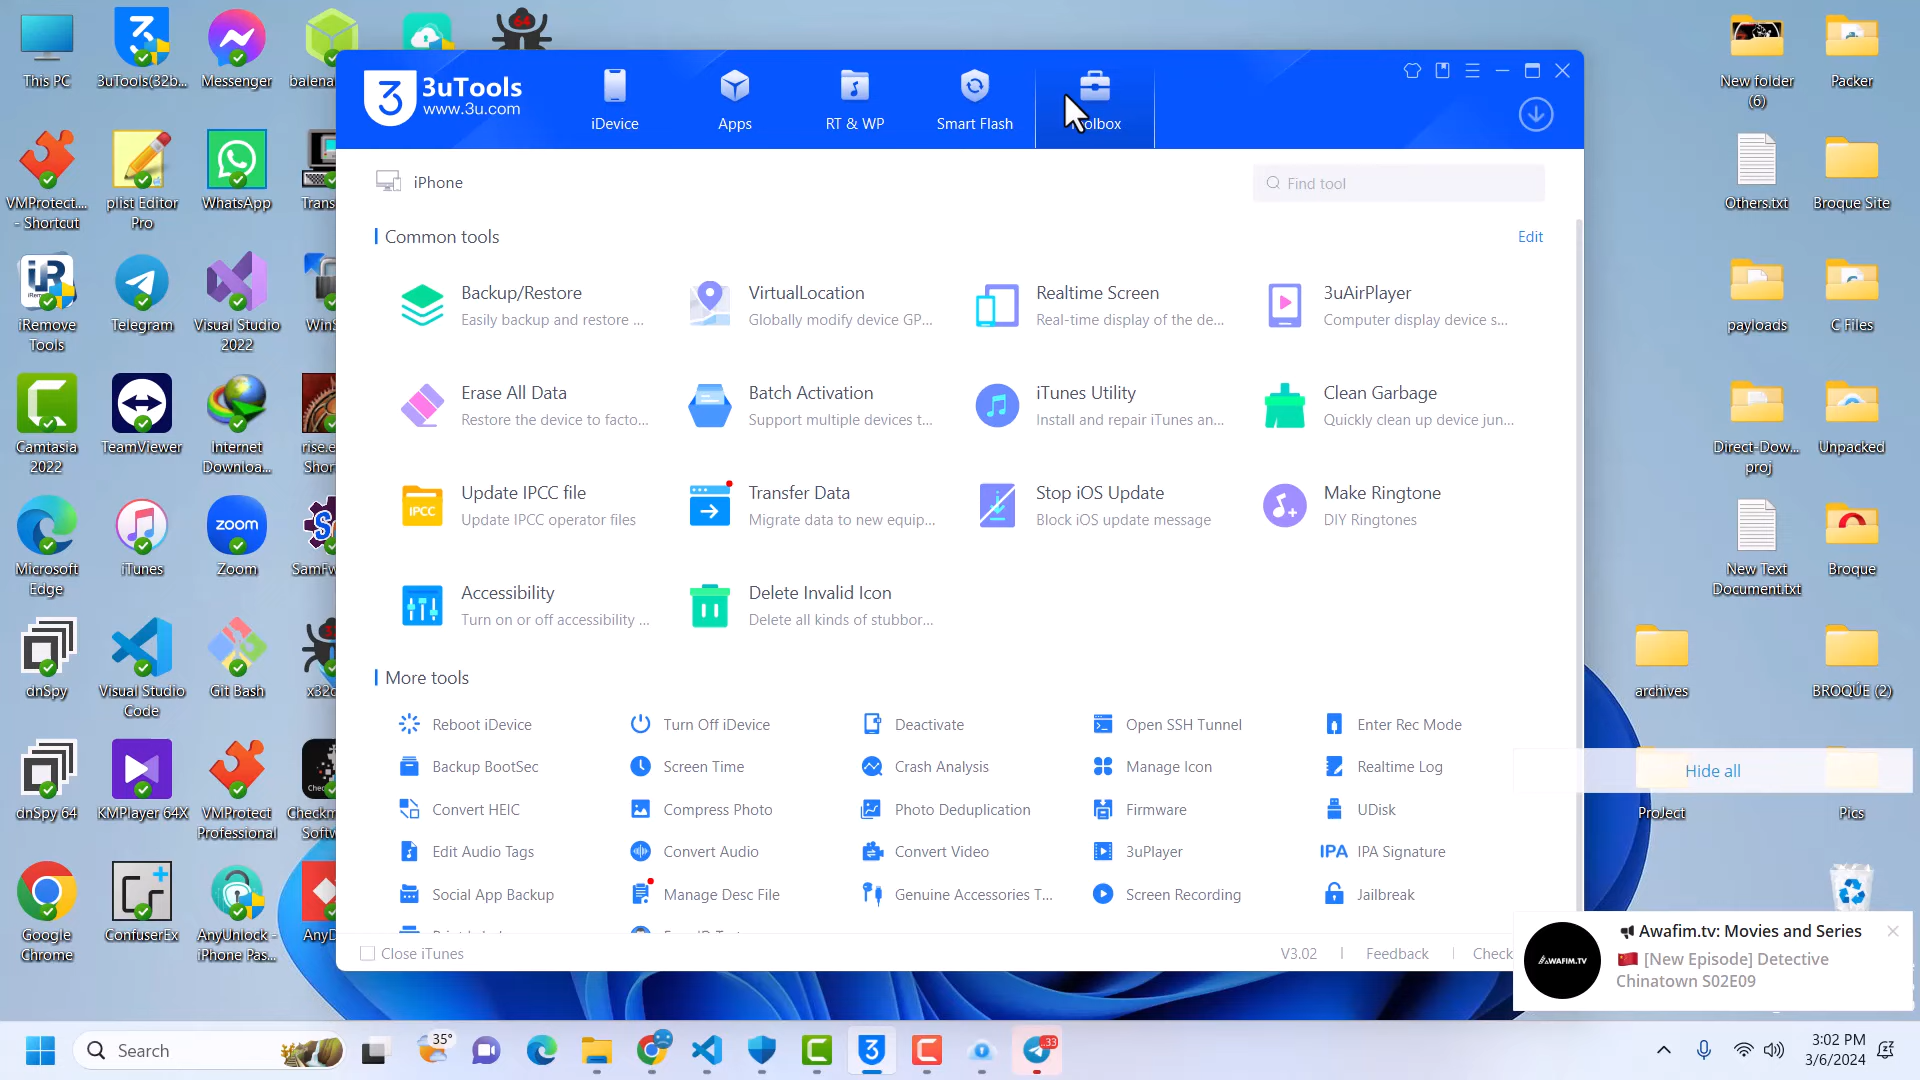 This PC
3uTools(32b...
Messenger
balena
64
New folder
(6)
Packer
3 3uTools
www.3u.com
iDevice
Apps
RT & WP
Smart Flash
olbox
iPhone
Find tool
Common tools
Edit
Backup/Restore
Easily backup and restore ...
VirtualLocation
Globally modify device GP...
Realtime Screen
Real-time display of the de...
3uAirPlayer
Computer display device s...
Erase All Data
Restore the device to facto...
Batch Activation
Support multiple devices t...
iTunes Utility
Install and repair iTunes an...
Clean Garbage
Quickly clean up device jun...
IPCC
Update IPCC file
Update IPCC operator files
Transfer Data
Migrate data to new equip...
Stop iOS Update
Block iOS update message
Make Ringtone
DIY Ringtones
Accessibility
Turn on or off accessibility ...
Delete Invalid Icon
Delete all kinds of stubbor...
More tools
Reboot iDevice
Turn Off iDevice
Deactivate
Open SSH Tunnel
Enter Rec Mode
Backup BootSec
Screen Time
Crash Analysis
Manage Icon
Realtime Log
Convert HEIC
Compress Photo
Photo Deduplication
Firmware
UDisk
Edit Audio Tags
Convert Audio
Convert Video
3uPlayer
IPA IPA Signature
Social App Backup
Manage Desc File
Genuine Accessories T...
Screen Recording
Jailbreak
Close iTunes
V3.02
Feedback
Check
VMProtect....
- Shortcut
plist Editor
Pro
WhatsApp
Trans
iR
iRemove
Tools
Telegram
Visual Studio
2022
WinS
Camtasia
2022
TeamViewer
Internet
Downloa...
rise.e
Shor
Microsoft
Edge
iTunes
zoom
Zoom
SamFw
dnSpy
Visual Studio
Code
Git Bash
x32d
dnSpy 64
KMPlayer 64X
VMProtect
Professional
Checkm
Softw
Google
Chrome
Cr
ConfuserEx
AnyUnlock -
iPhone Pas...
AnyD
Others.txt
Broque Site
payloads
C Files
Direct-Dow...
proj
Unpacked
New Text
Document.txt
Broque
archives
BROQUE (2)
Hide all
ProJect
Pics
AWAFIM.TV
Awafim.tv: Movies and Series
[New Episode] Detective
Chinatown S02E09
Search
35°
3
..33
3:02 PM
3/6/2024